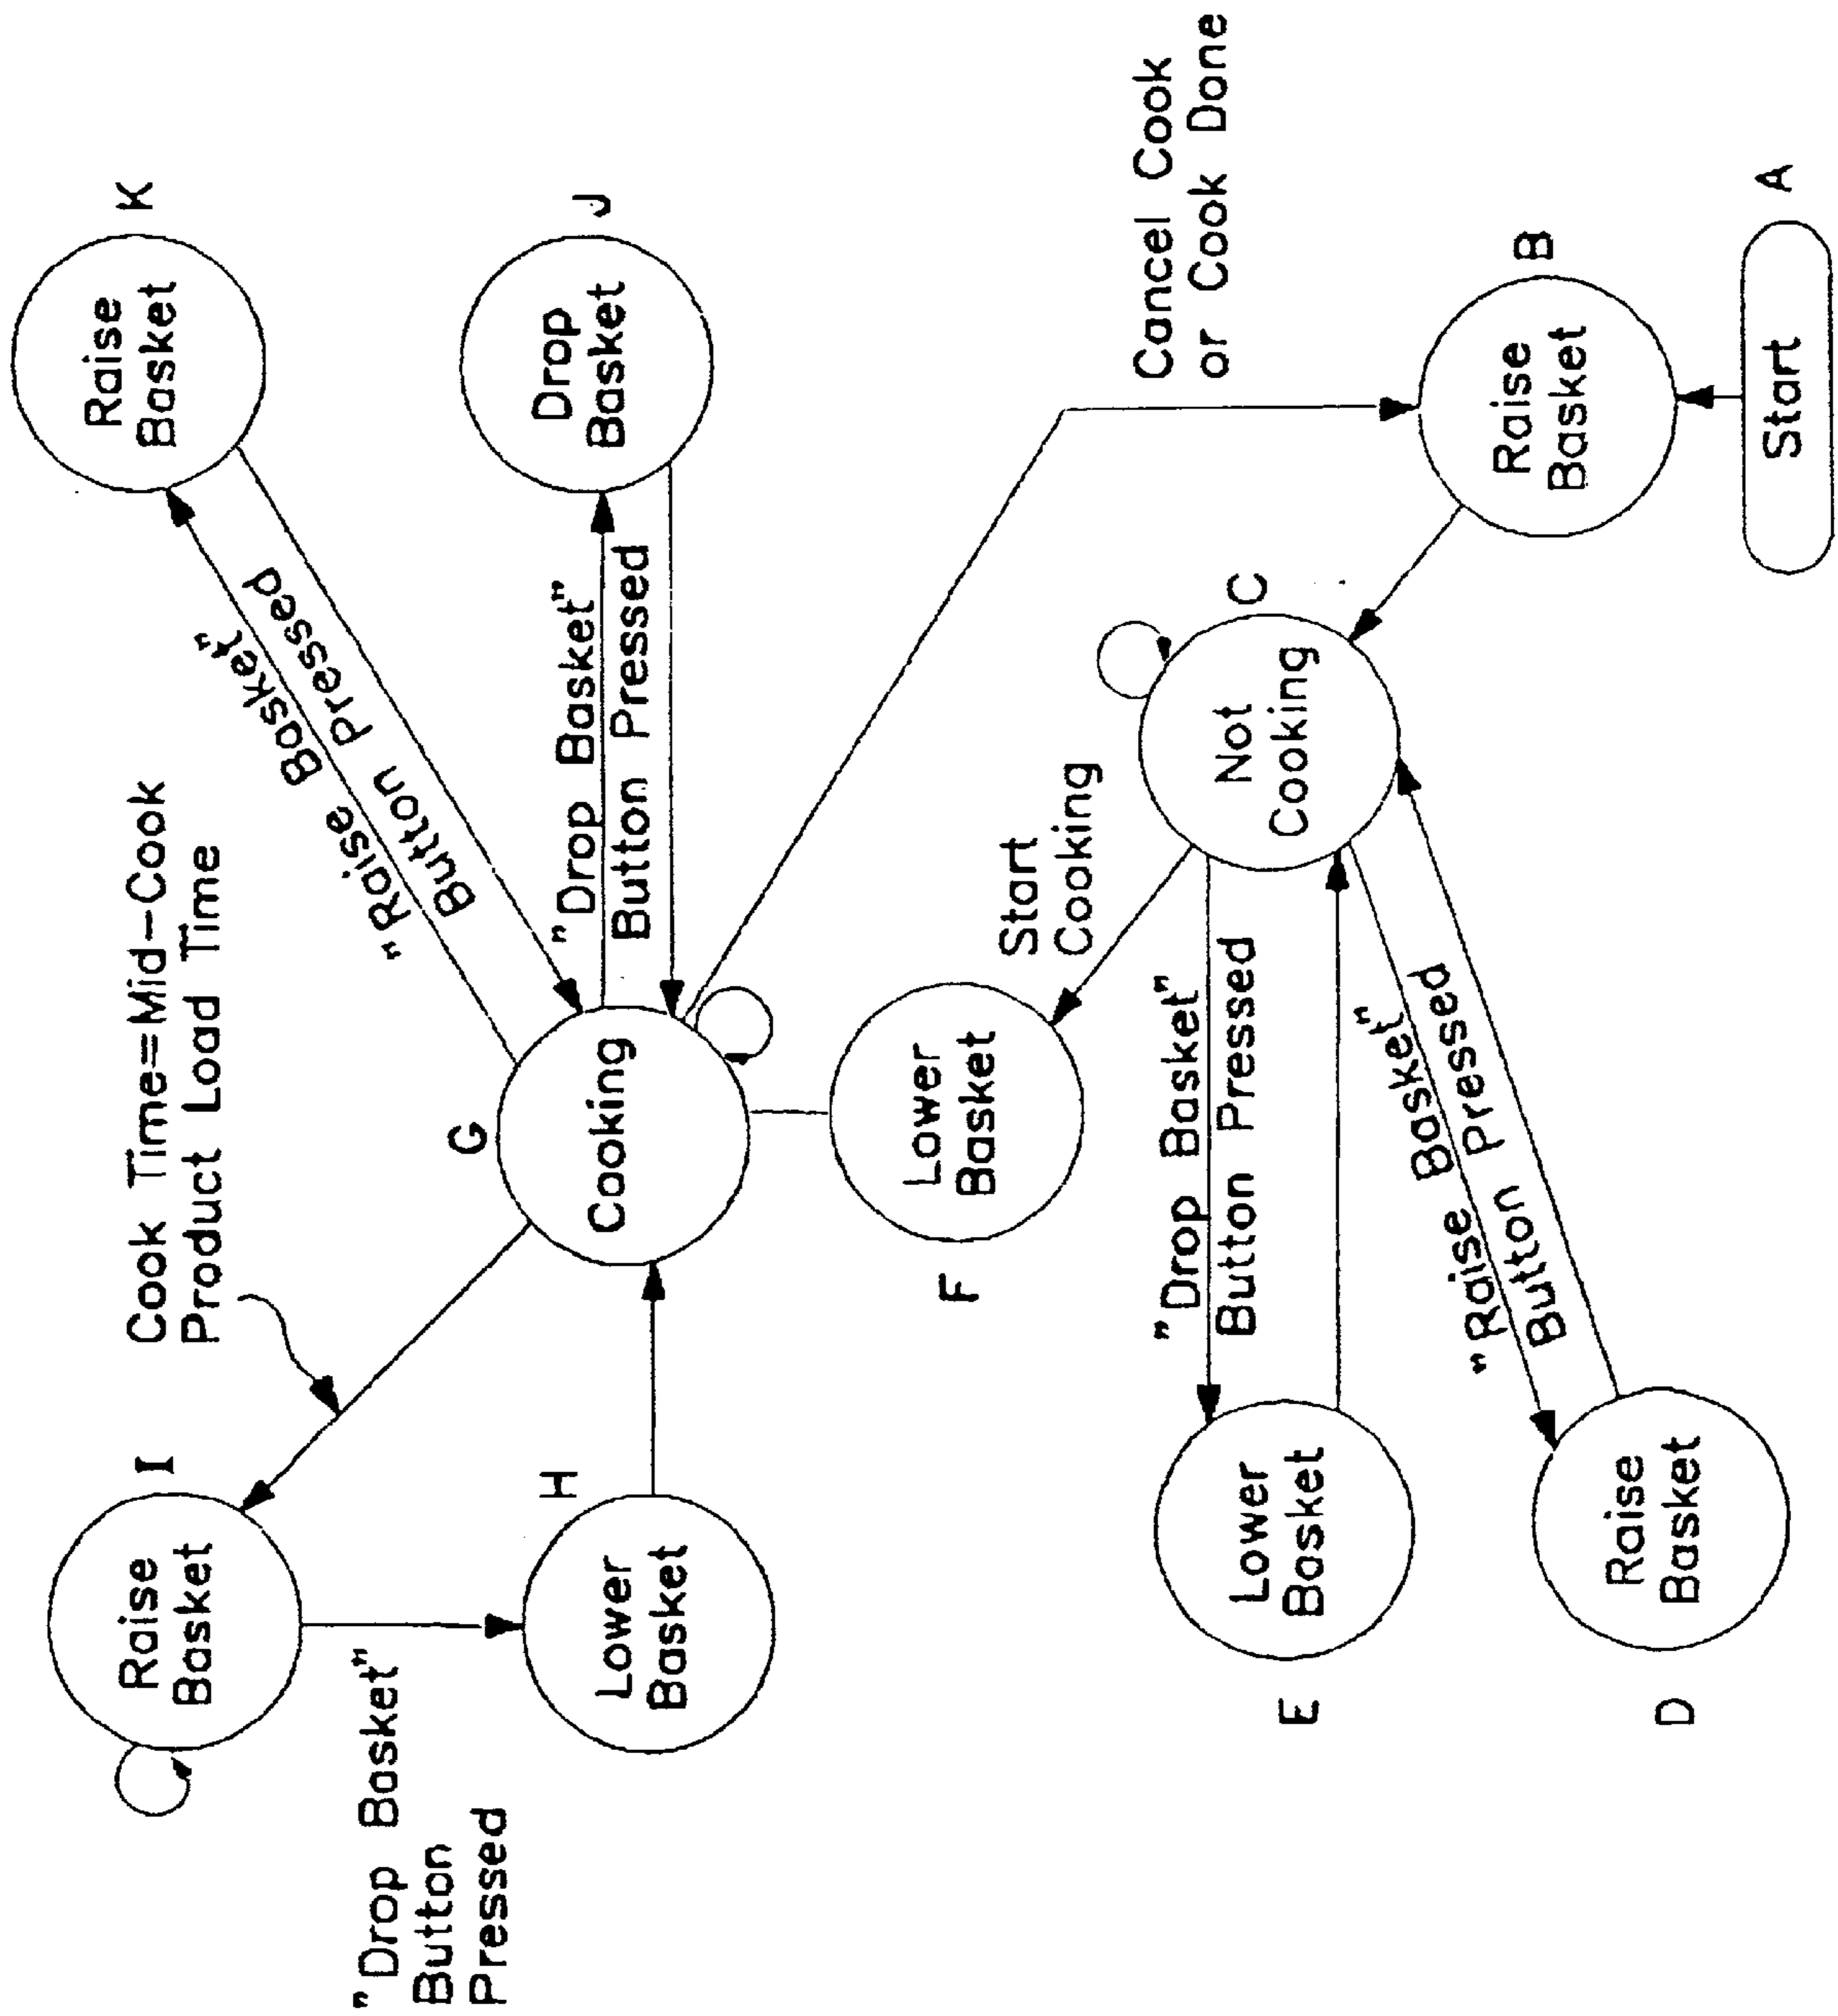 Start
A
Raise
Basket
B
Not
Cooking
C
Raise
Basket
D
Lower
Basket
E
Lower
Basket
F
Cooking
G
Lower
Basket
H
Raise
Basket
I
Drop
Basket
J
Raise
Basket
K
"Drop Basket"
Button
Pressed
Cook Time=Mid-Cook
Product Load Time
"Raise Basket"
Button Pressed
"Drop Basket"
Button Pressed
Cancel Cook
or Cook Done
Start
Cooking
"Drop Basket"
Button Pressed
"Raise Basket"
Button Pressed